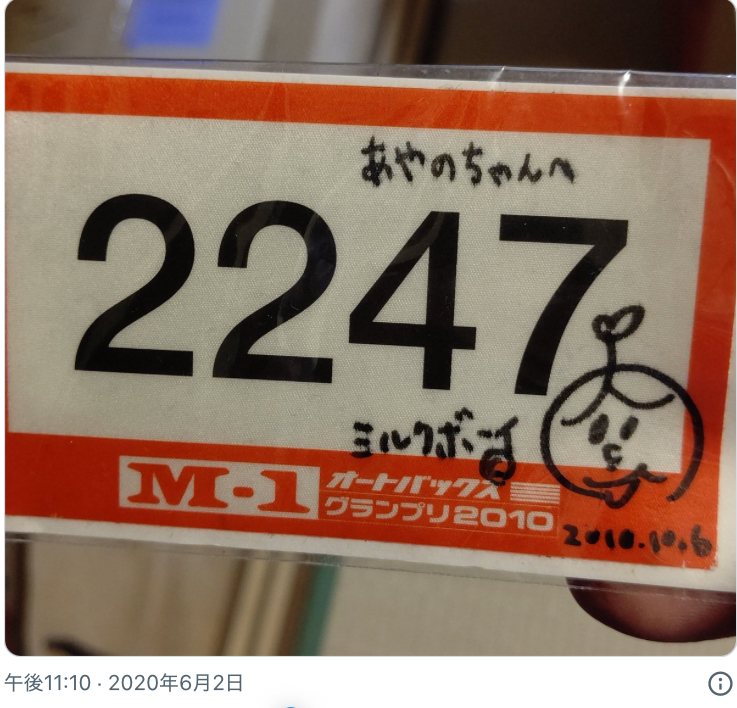 あやのちゃんへ
2247
ミルクボーイ
M-1 オートバックス
グランプリ2010
2010.10.6
午後11:10 · 2020年6月2日